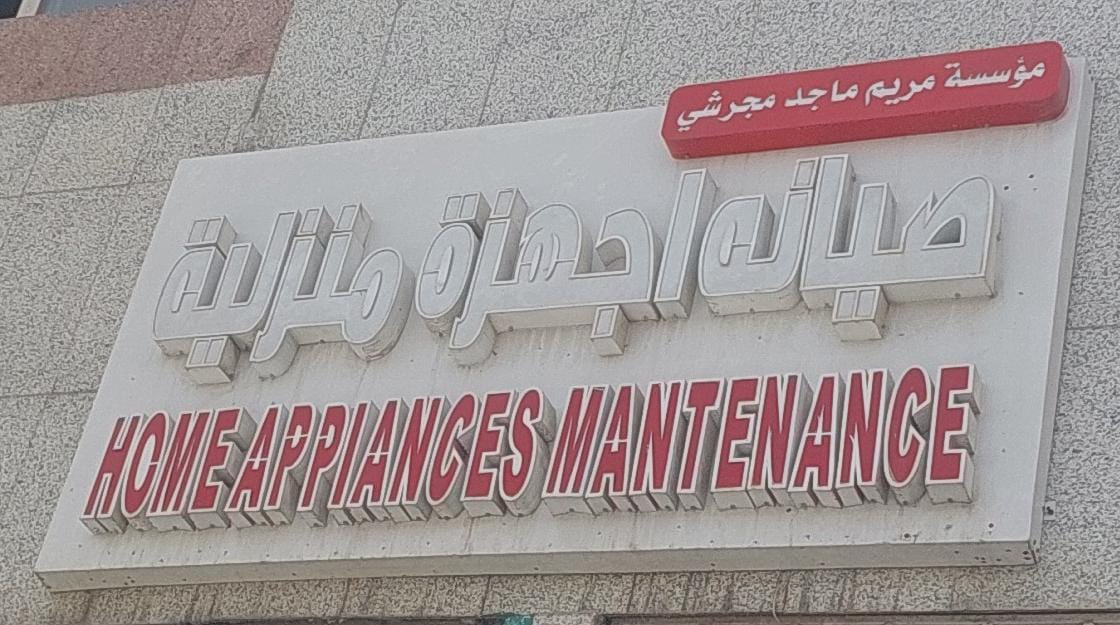 مؤسسة مريم ماجد مجرشي
صيانه اجهزة منزلية
HOME APPIANCES MANTENANCE